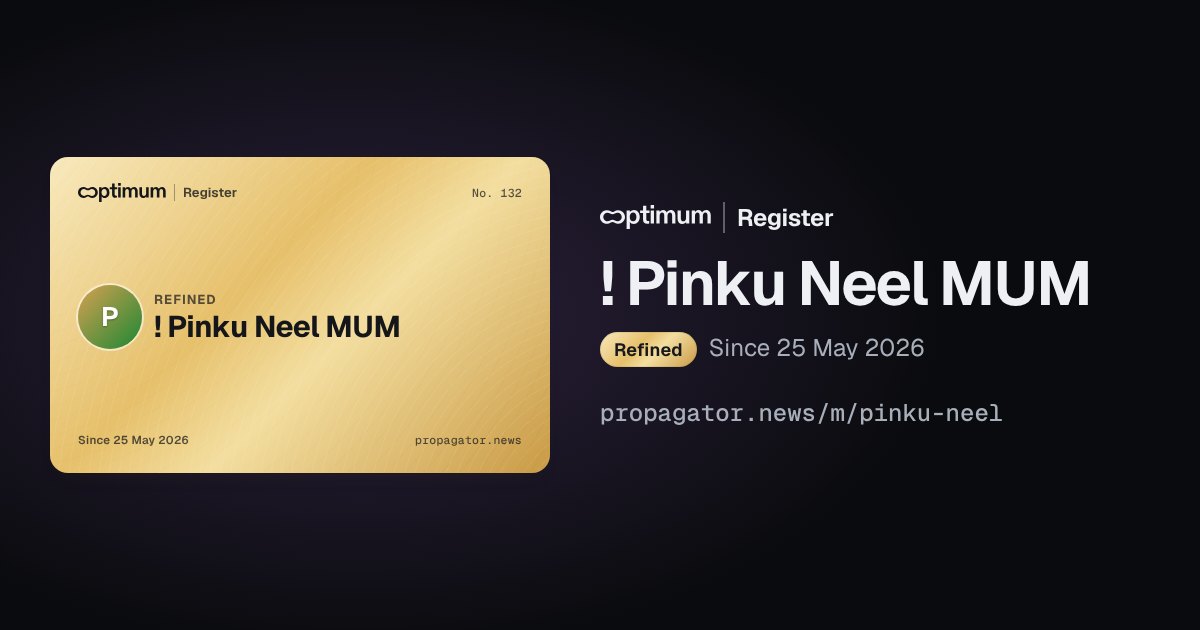 optimum | Register
No. 132
P
REFINED
! Pinku Neel MUM
Since 25 May 2026
propagator.news
optimum | Register
! Pinku Neel MUM
Refined Since 25 May 2026
propagator.news/m/pinku-neel